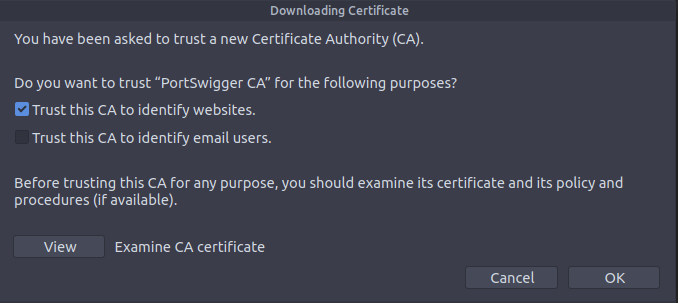 Downloading Certificate
You have been asked to trust a new Certificate Authority (CA).
Do you want to trust “PortSwigger CA” for the following purposes?
Trust this CA to identify websites.
Trust this CA to identify email users.
Before trusting this CA for any purpose, you should examine its certificate and its policy and
procedures (if available).
View Examine CA certificate
Cancel OK